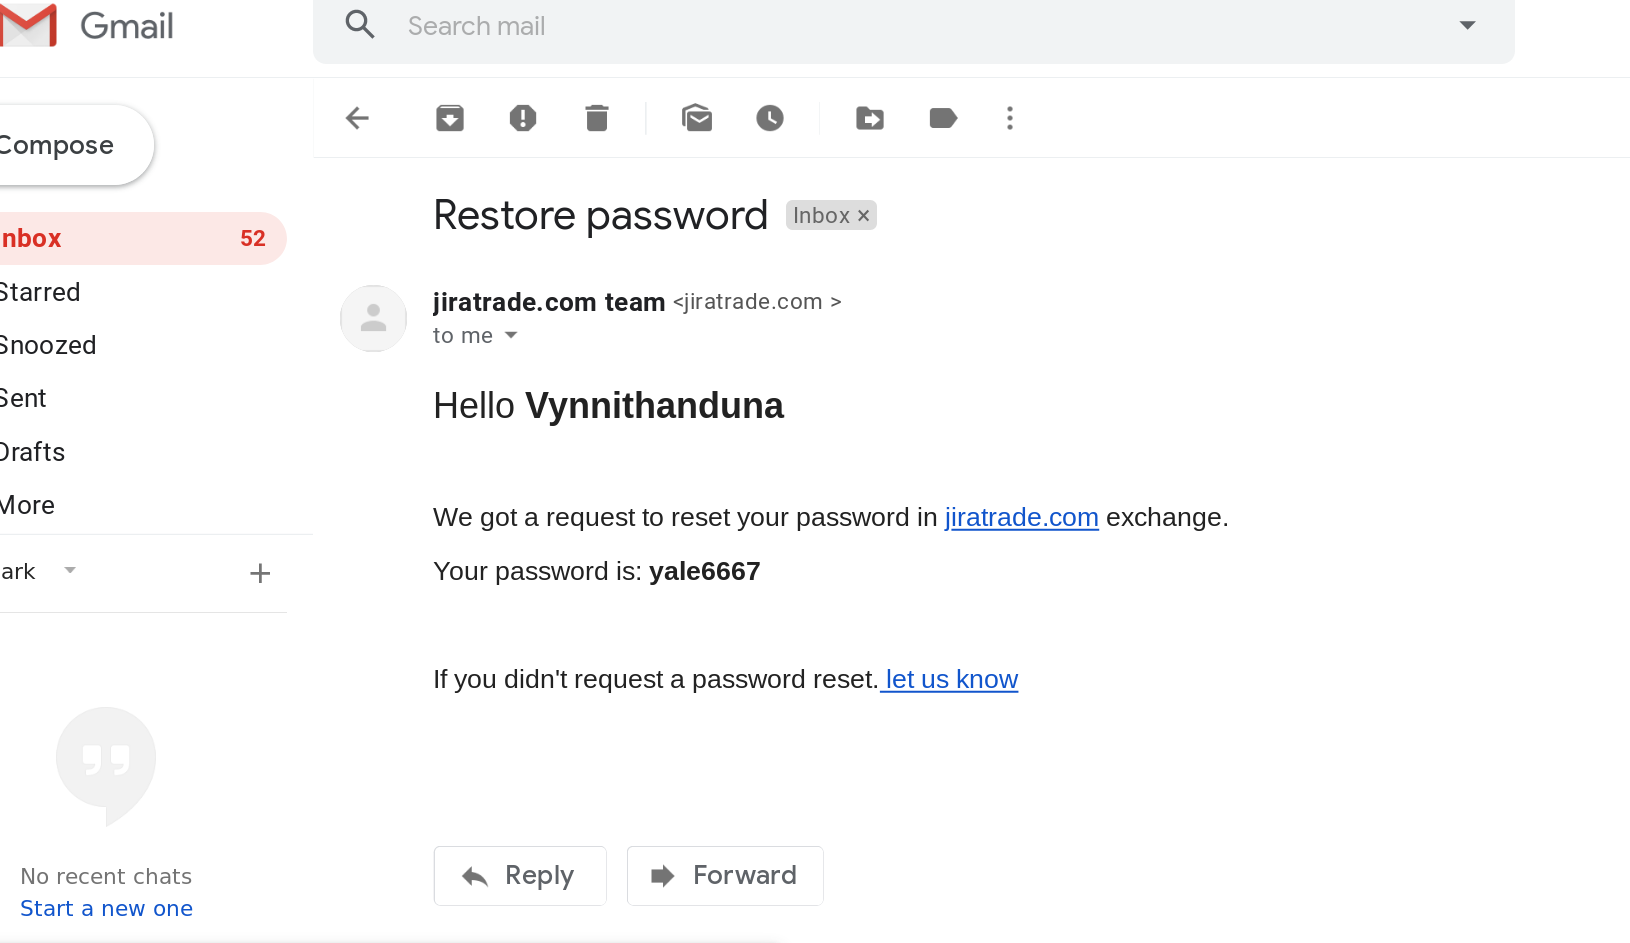 Gmail
Search mail
Compose
nbox 52
Starred
Snoozed
Sent
Drafts
More
ark
No recent chats
Start a new one
Restore password Inbox ×
jiratrade.com team <jiratrade.com >
to me
Hello Vynnithanduna
We got a request to reset your password in jiratrade.com exchange.
Your password is: yale6667
If you didn't request a password reset. let us know
Reply Forward